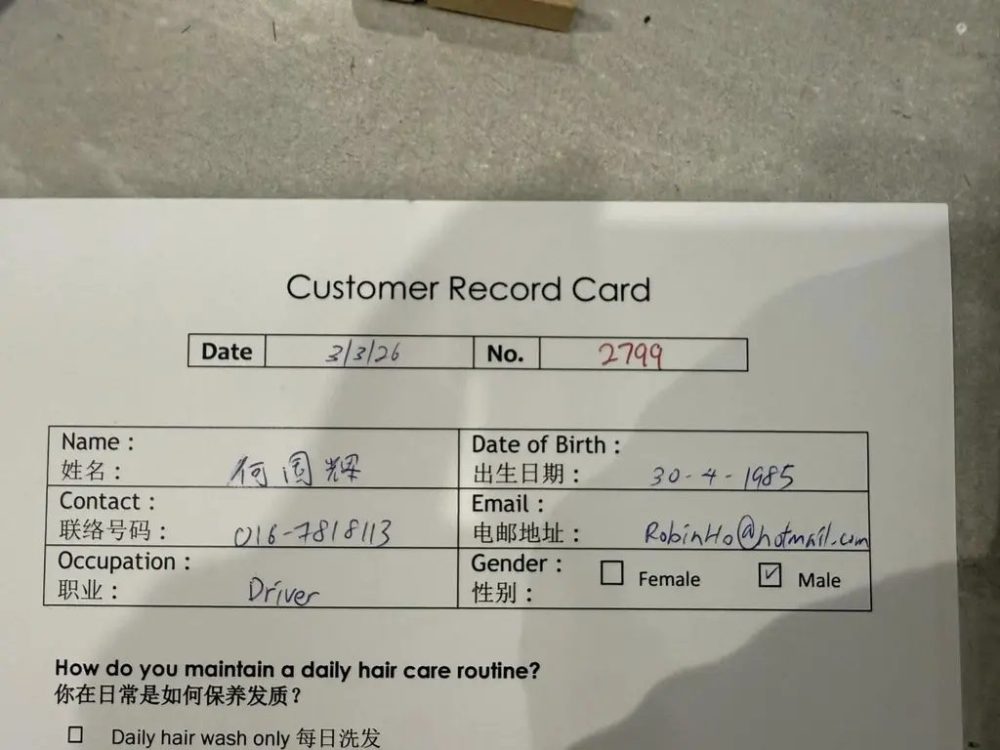 Customer Record Card
Date 3/3/26 No. 2799
Name : Date of Birth :
姓名 : 何国辉 出生日期 : 30-4-1985
Contact : Email :
联络号码 : 016-7818113 电邮地址 : RobinHo@hotmail.com
Occupation : Gender : Female Male
职业 : Driver 性别 :
How do you maintain a daily hair care routine?
你在日常是如何保养发质?
Daily hair wash only 每日洗发